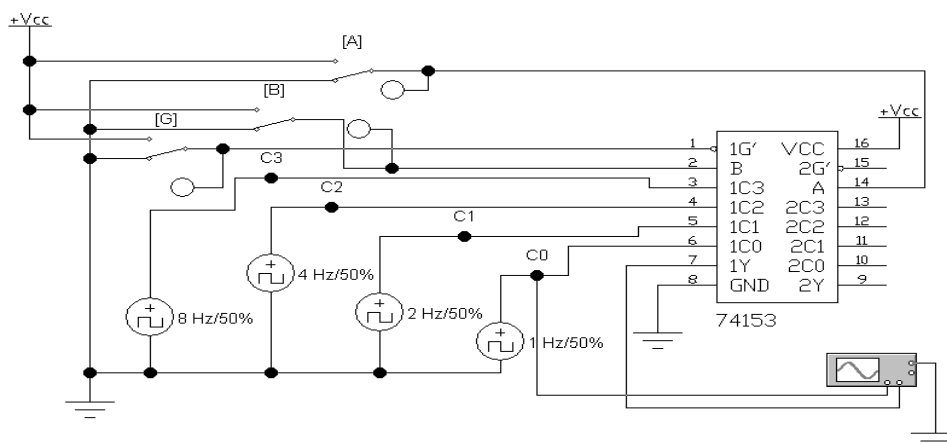 +Vcc
[A]
[B]
[G]
C3
C2
C1
C0
8 Hz/50%
4 Hz/50%
2 Hz/50%
1 Hz/50%
+Vcc
1 1G' VCC 16
2 B 2G' 15
3 1C3 A 14
4 1C2 2C3 13
5 1C1 2C2 12
6 1C0 2C1 11
7 1Y 2C0 10
8 GND 2Y 9
74153